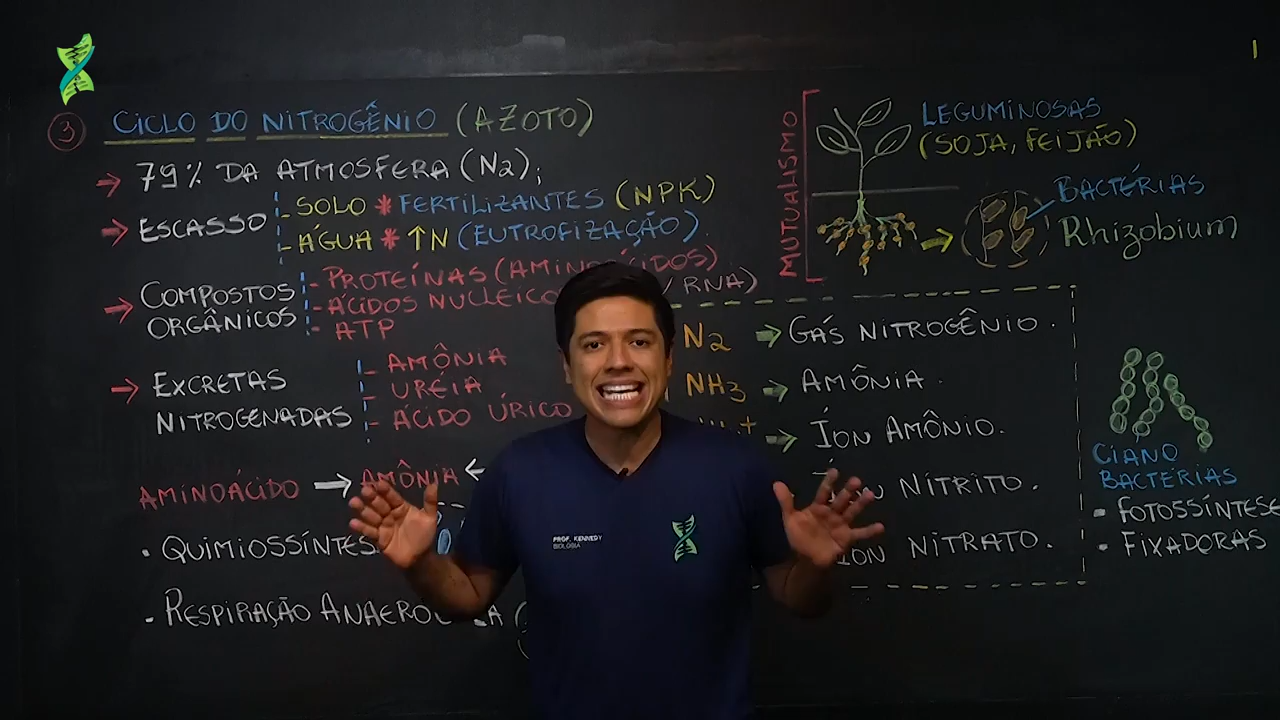 3 CICLO DO NITROGÊNIO (AZOTO)
79% DA ATMOSFERA (N2);
ESCASSO
- SOLO * FERTILIZANTES (NPK)
- ÁGUA * ↑N (EUTROFIZAÇÃO).
COMPOSTOS ORGÂNICOS
- PROTEÍNAS (AMINOÁCIDOS)
- ÁCIDOS NUCLEICO / RNA)
- ATP
EXCRETAS
NITROGENADAS
- AMÔNIA
- UREIA
- ÁCIDO ÚRICO
AMINOÁCIDO → AMÔNIA ←
• QUIMIOSSÍNTES
• RESPIRAÇÃO ANAERÓ
MUTUALISMO
LEGUMINOSAS
(SOJA, FEIJÃO)
BACTÉRIAS
Rhizobium
N2 → GÁS NITROGÊNIO.
NH3 → AMÔNIA.
→ ÍON AMÔNIO.
NITRITO.
ÍON NITRATO.
CIANO
BACTÉRIAS
- FOTOSSÍNTESE
- FIXADORAS
PROF. KENNEDY
BIOLOGIA